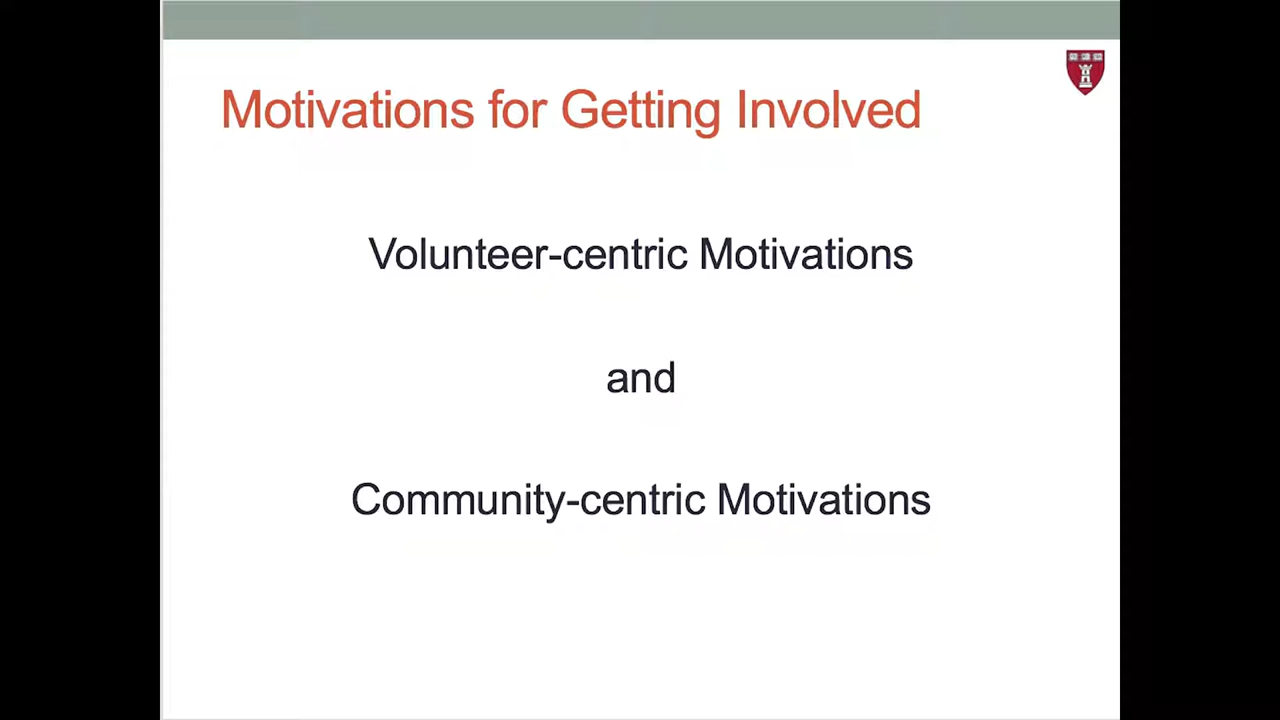 Motivations for Getting Involved
Volunteer-centric Motivations
and
Community-centric Motivations